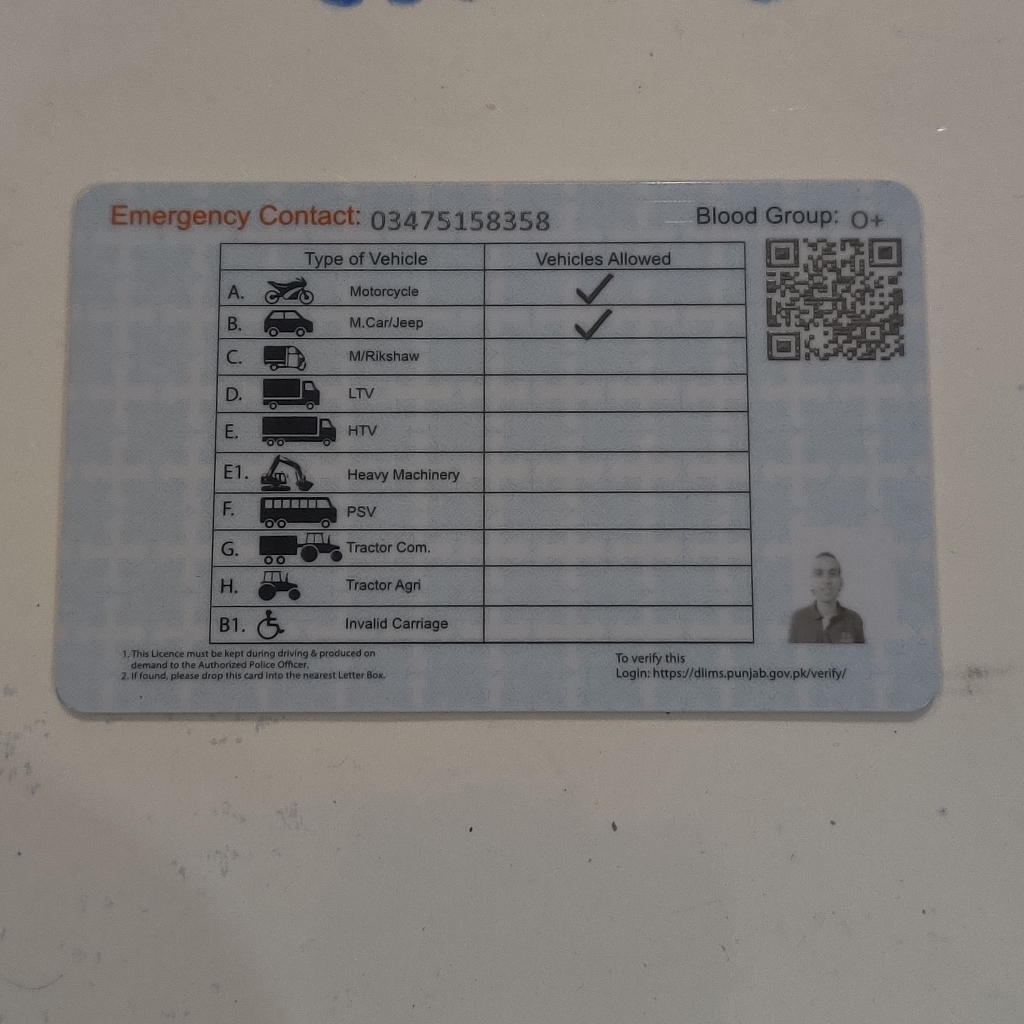 Emergency Contact: 03475158358 Blood Group: O+
Type of Vehicle Vehicles Allowed
A. Motorcycle ✓
B. M.Car/Jeep ✓
C. M/Rikshaw
D. LTV
E. HTV
E1. Heavy Machinery
F. PSV
G. Tractor Com.
H. Tractor Agri
B1. Invalid Carriage
1. This Licence must be kept during driving & produced on
demand to the Authorized Police Officer.
2. If found, please drop this card into the nearest Letter Box.
To verify this
Login: https://dlims.punjab.gov.pk/verify/